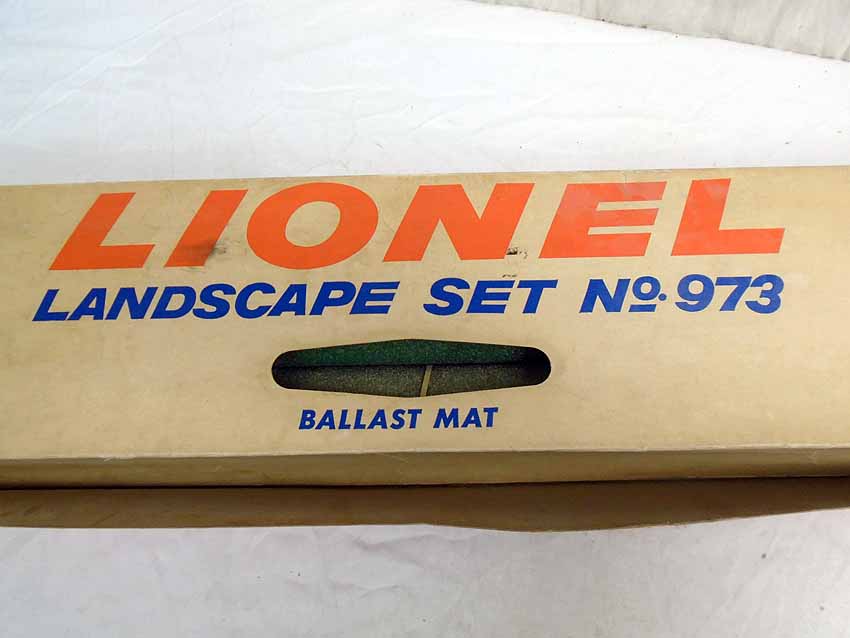 LIONEL
LANDSCAPE SET Nº. 973
BALLAST MAT